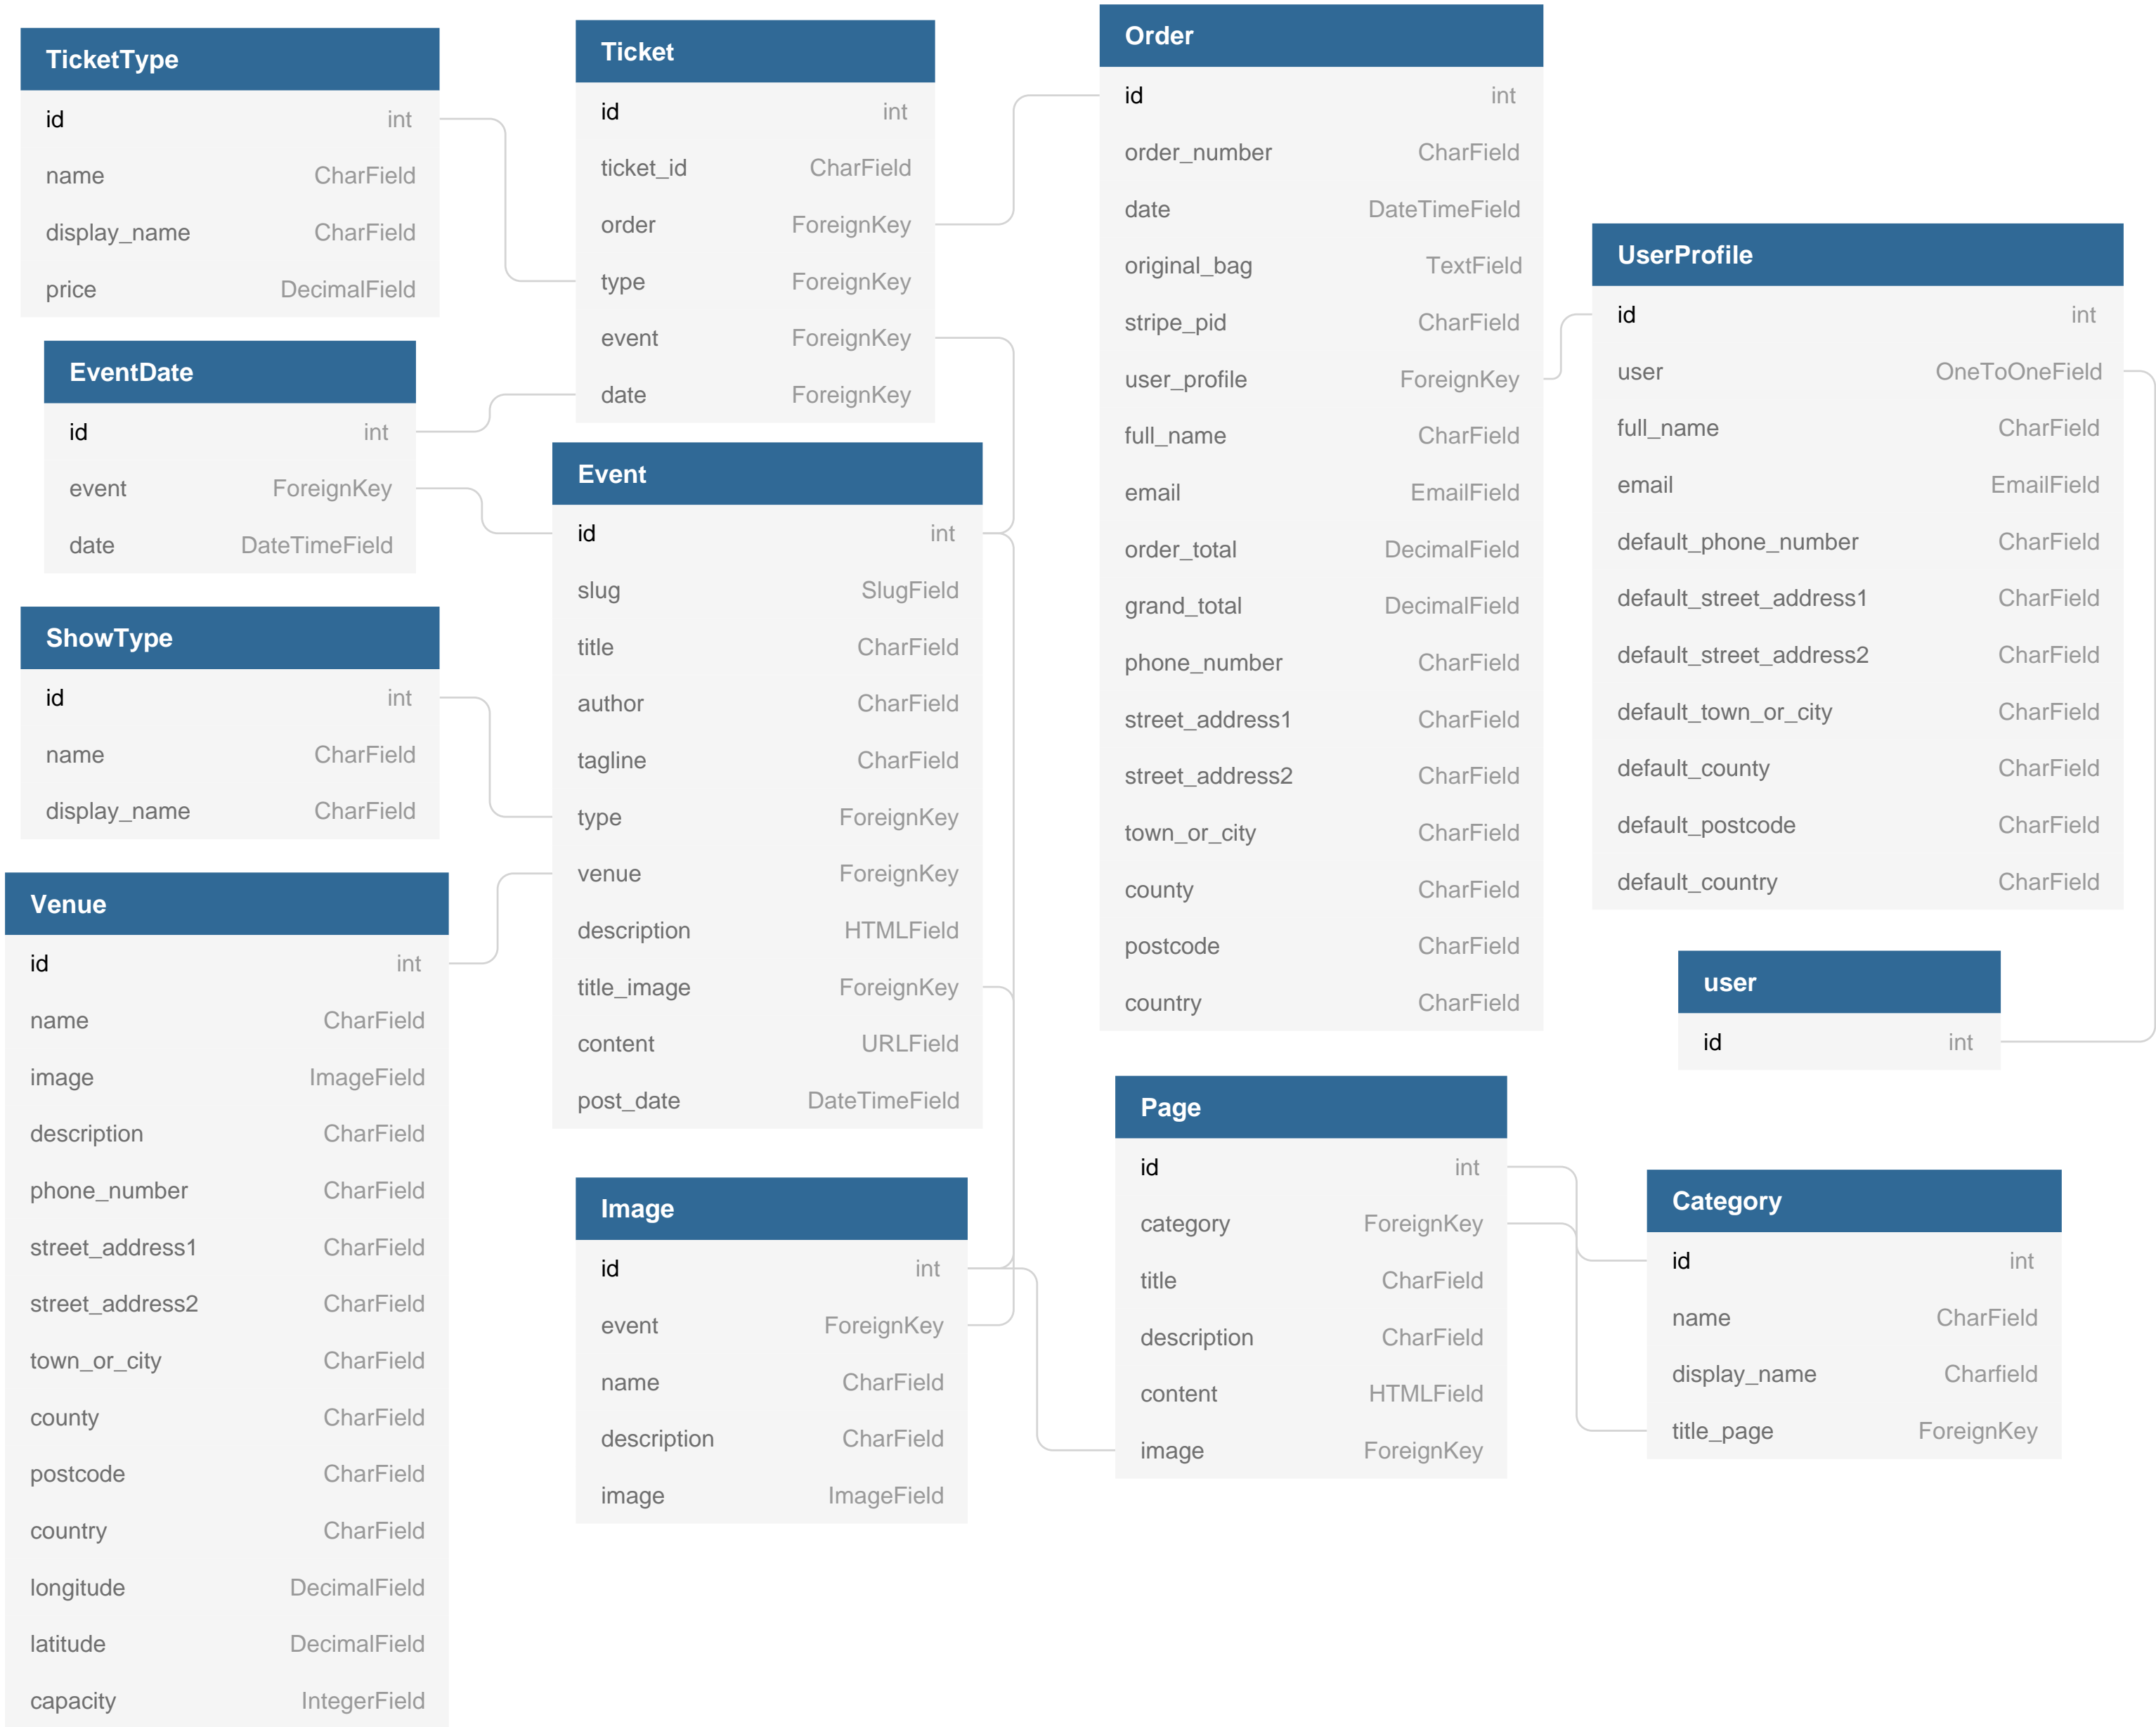 TicketType
id int
name CharField
display_name CharField
price DecimalField
EventDate
id int
event ForeignKey
date DateTimeField
ShowType
id int
name CharField
display_name CharField
Venue
id int
name CharField
image ImageField
description CharField
phone_number CharField
street_address1 CharField
street_address2 CharField
town_or_city CharField
county CharField
postcode CharField
country CharField
longitude DecimalField
latitude DecimalField
capacity IntegerField
Ticket
id int
ticket_id CharField
order ForeignKey
type ForeignKey
event ForeignKey
date ForeignKey
Event
id int
slug SlugField
title CharField
author CharField
tagline CharField
type ForeignKey
venue ForeignKey
description HTMLField
title_image ForeignKey
content URLField
post_date DateTimeField
Image
id int
event ForeignKey
name CharField
description CharField
image ImageField
Order
id int
order_number CharField
date DateTimeField
original_bag TextField
stripe_pid CharField
user_profile ForeignKey
full_name CharField
email EmailField
order_total DecimalField
grand_total DecimalField
phone_number CharField
street_address1 CharField
street_address2 CharField
town_or_city CharField
county CharField
postcode CharField
country CharField
Page
id int
category ForeignKey
title CharField
description CharField
content HTMLField
image ForeignKey
UserProfile
id int
user OneToOneField
full_name CharField
email EmailField
default_phone_number CharField
default_street_address1 CharField
default_street_address2 CharField
default_town_or_city CharField
default_county CharField
default_postcode CharField
default_country CharField
user
id int
Category
id int
name CharField
display_name Charfield
title_page ForeignKey